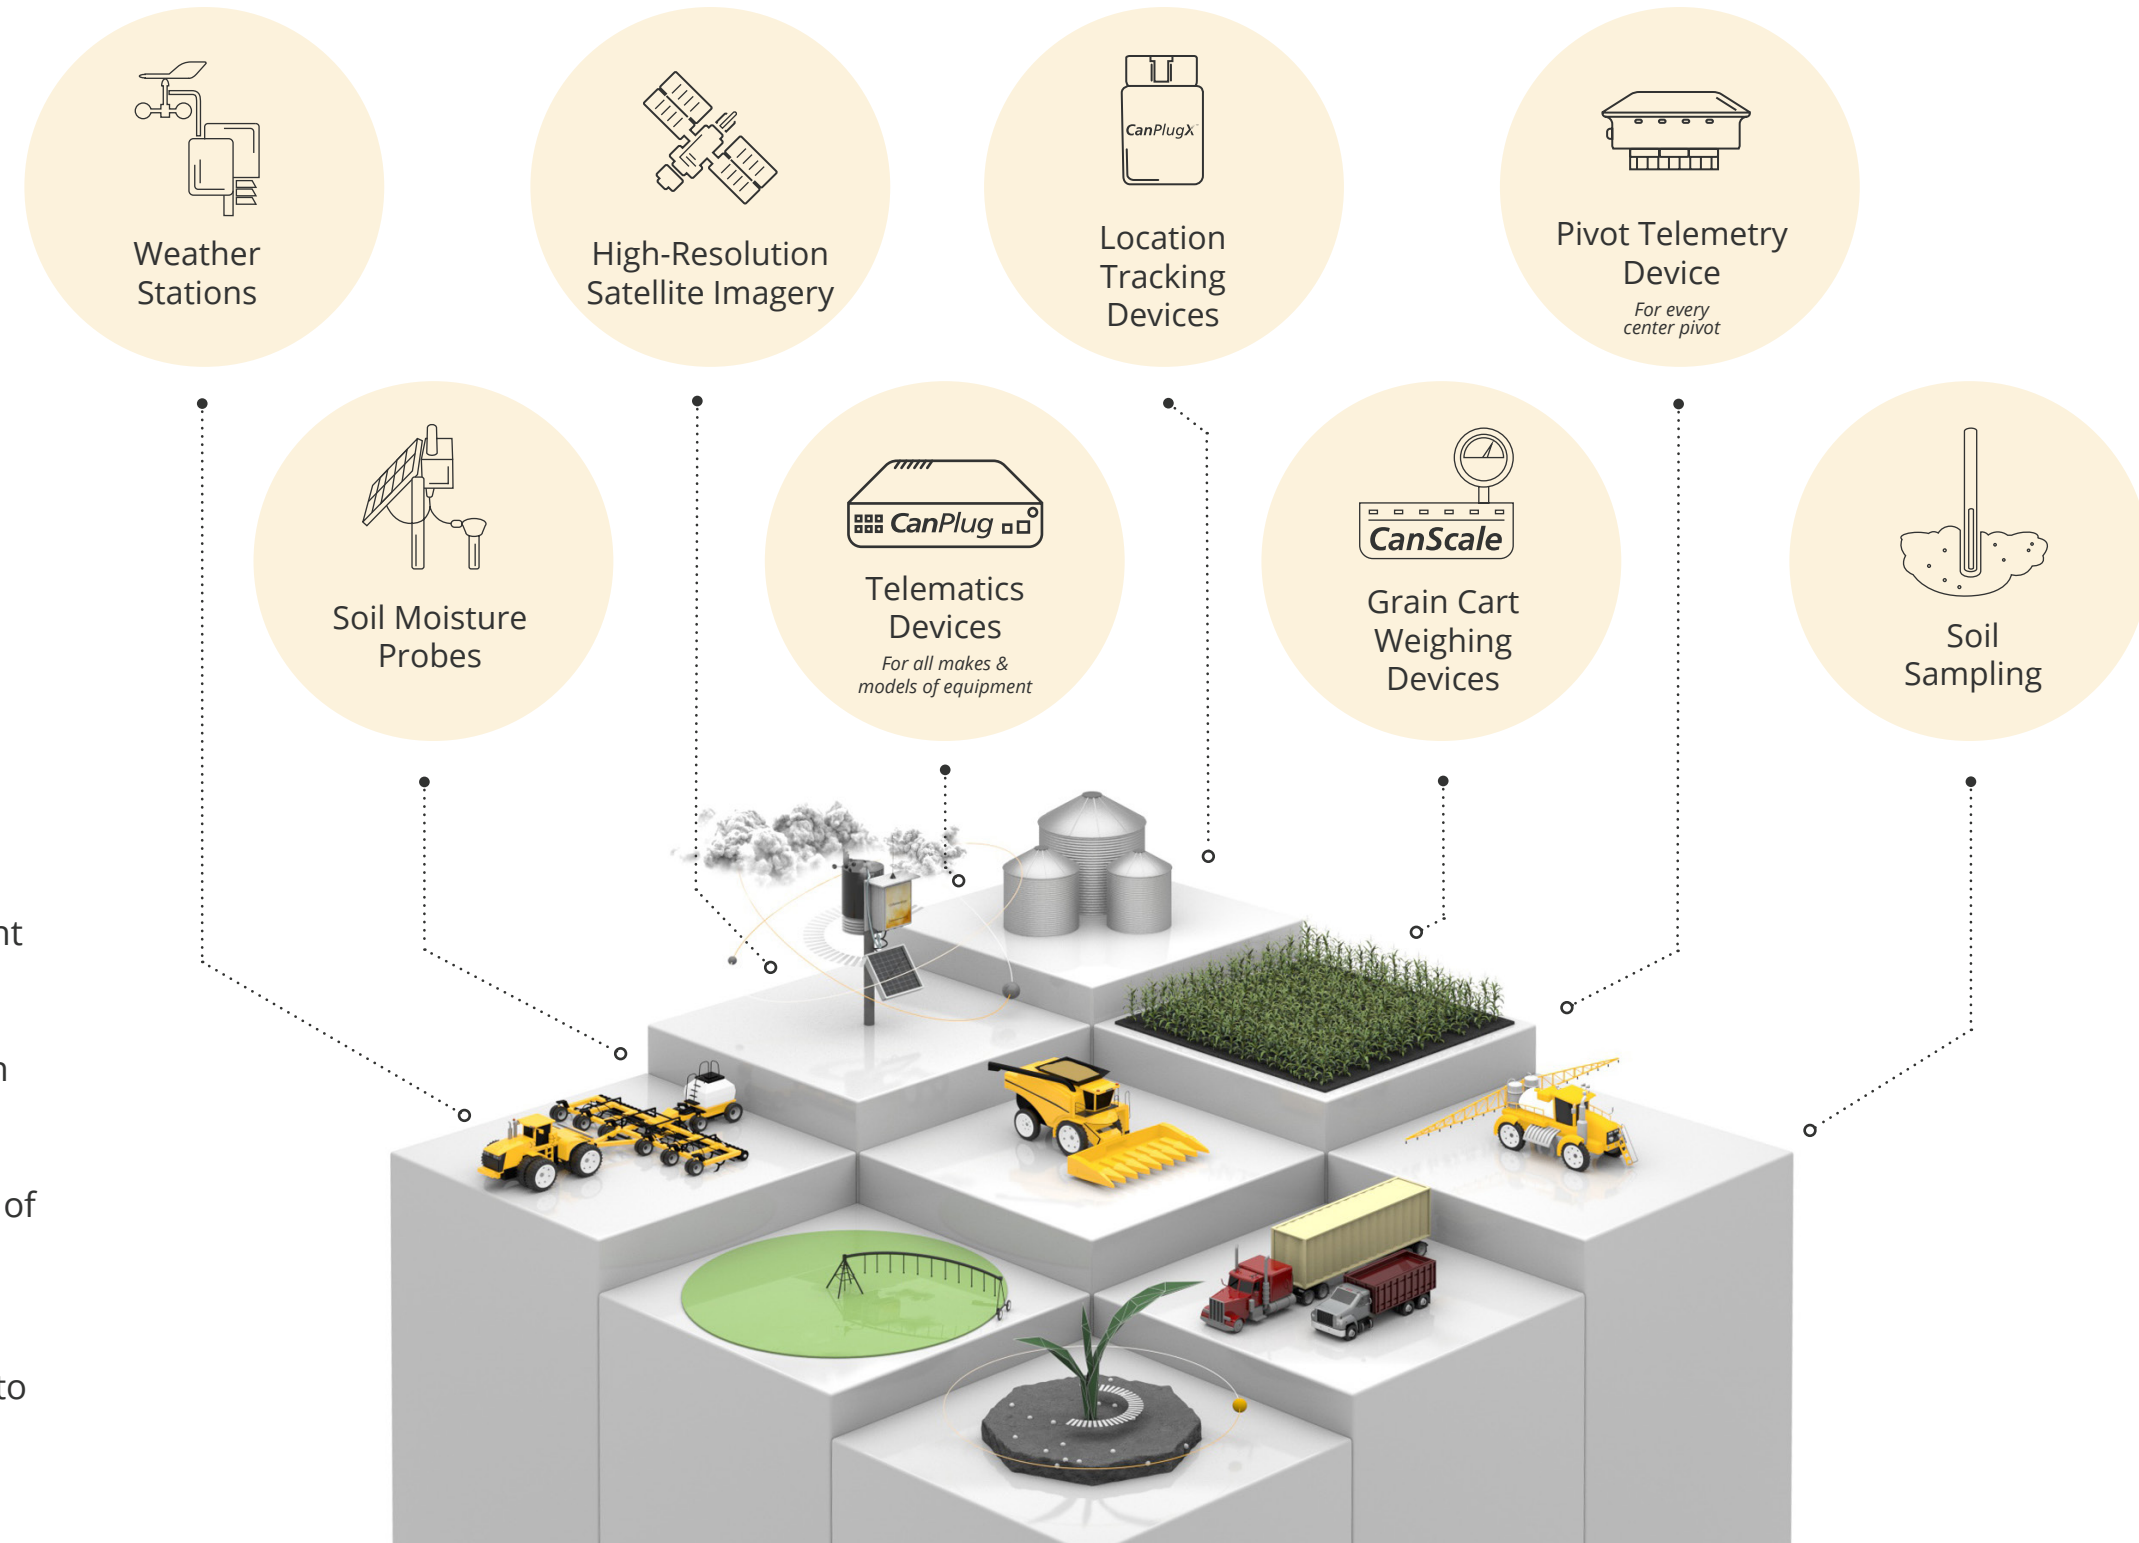 Weather
Stations
High-Resolution
Satellite Imagery
CanPlugX
Location
Tracking
Devices
Pivot Telemetry
Device
For every
center pivot
Soil Moisture
Probes
CanPlug
Telematics
Devices
For all makes &
models of equipment
CanScale
Grain Cart
Weighing
Devices
Soil
Sampling
of
to